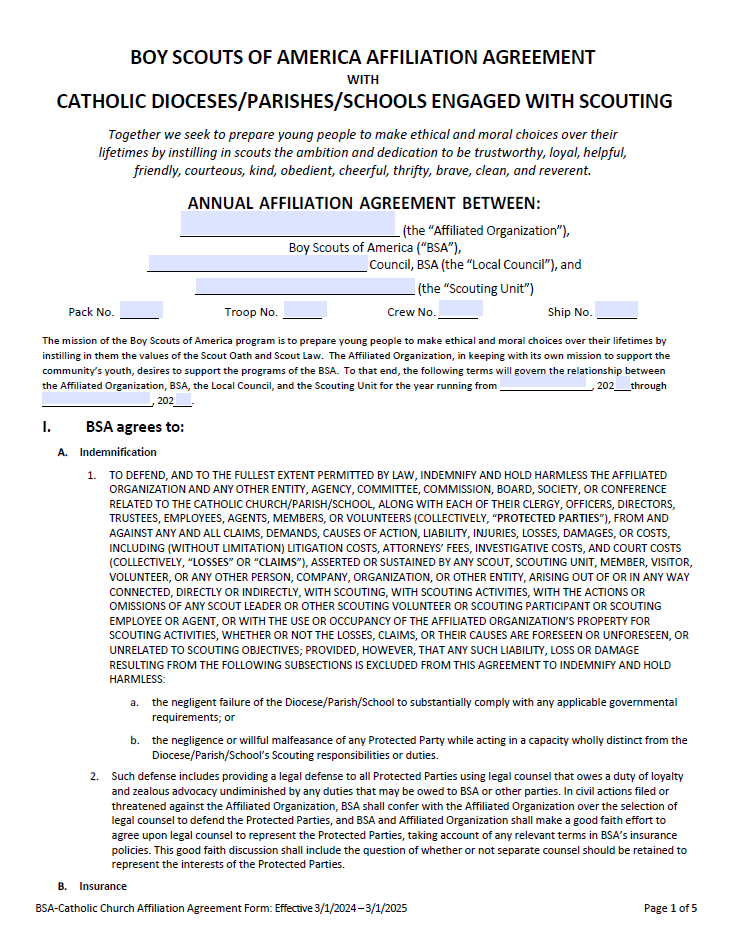 BOY SCOUTS OF AMERICA AFFILIATION AGREEMENT
WITH
CATHOLIC DIOCESES/PARISHES/SCHOOLS ENGAGED WITH SCOUTING
Together we seek to prepare young people to make ethical and moral choices over their
lifetimes by instilling in scouts the ambition and dedication to be trustworthy, loyal, helpful,
friendly, courteous, kind, obedient, cheerful, thrifty, brave, clean, and reverent.
ANNUAL AFFILIATION AGREEMENT BETWEEN:
(the “Affiliated Organization”),
Boy Scouts of America (“BSA”),
Council, BSA (the “Local Council”), and
(the “Scouting Unit”)
Pack No. Troop No. Crew No. Ship No.
The mission of the Boy Scouts of America program is to prepare young people to make ethical and moral choices over their lifetimes by
instilling in them the values of the Scout Oath and Scout Law. The Affiliated Organization, in keeping with its own mission to support the
community’s youth, desires to support the programs of the BSA. To that end, the following terms will govern the relationship between
the Affiliated Organization, BSA, the Local Council, and the Scouting Unit for the year running from , 202 through
, 202 .
I. BSA agrees to:
A. Indemnification
1. TO DEFEND, AND TO THE FULLEST EXTENT PERMITTED BY LAW, INDEMNIFY AND HOLD HARMLESS THE AFFILIATED
ORGANIZATION AND ANY OTHER ENTITY, AGENCY, COMMITTEE, COMMISSION, BOARD, SOCIETY, OR CONFERENCE
RELATED TO THE CATHOLIC CHURCH/PARISH/SCHOOL, ALONG WITH EACH OF THEIR CLERGY, OFFICERS, DIRECTORS,
TRUSTEES, EMPLOYEES, AGENTS, MEMBERS, OR VOLUNTEERS (COLLECTIVELY, “PROTECTED PARTIES”), FROM AND
AGAINST ANY AND ALL CLAIMS, DEMANDS, CAUSES OF ACTION, LIABILITY, INJURIES, LOSSES, DAMAGES, OR COSTS,
INCLUDING (WITHOUT LIMITATION) LITIGATION COSTS, ATTORNEYS’ FEES, INVESTIGATIVE COSTS, AND COURT COSTS
(COLLECTIVELY, “LOSSES” OR “CLAIMS”), ASSERTED OR SUSTAINED BY ANY SCOUT, SCOUTING UNIT, MEMBER, VISITOR,
VOLUNTEER, OR ANY OTHER PERSON, COMPANY, ORGANIZATION, OR OTHER ENTITY, ARISING OUT OF OR IN ANY WAY
CONNECTED, DIRECTLY OR INDIRECTLY, WITH SCOUTING, WITH SCOUTING ACTIVITIES, WITH THE ACTIONS OR
OMISSIONS OF ANY SCOUT LEADER OR OTHER SCOUTING VOLUNTEER OR SCOUTING PARTICIPANT OR SCOUTING
EMPLOYEE OR AGENT, OR WITH THE USE OR OCCUPANCY OF THE AFFILIATED ORGANIZATION’S PROPERTY FOR
SCOUTING ACTIVITIES, WHETHER OR NOT THE LOSSES, CLAIMS, OR THEIR CAUSES ARE FORESEEN OR UNFORESEEN, OR
UNRELATED TO SCOUTING OBJECTIVES; PROVIDED, HOWEVER, THAT ANY SUCH LIABILITY, LOSS OR DAMAGE
RESULTING FROM THE FOLLOWING SUBSECTIONS IS EXCLUDED FROM THIS AGREEMENT TO INDEMNIFY AND HOLD
HARMLESS:
a. the negligent failure of the Diocese/Parish/School to substantially comply with any applicable governmental
requirements; or
b. the negligence or willful malfeasance of any Protected Party while acting in a capacity wholly distinct from the
Diocese/Parish/School’s Scouting responsibilities or duties.
2. Such defense includes providing a legal defense to all Protected Parties using legal counsel that owes a duty of loyalty
and zealous advocacy undiminished by any duties that may be owed to BSA or other parties. In civil actions filed or
threatened against the Affiliated Organization, BSA shall confer with the Affiliated Organization over the selection of
legal counsel to defend the Protected Parties, and BSA and Affiliated Organization shall make a good faith effort to
agree upon legal counsel to represent the Protected Parties, taking account of any relevant terms in BSA’s insurance
policies. This good faith discussion shall include the question of whether or not separate counsel should be retained to
represent the interests of the Protected Parties.
B. Insurance
BSA-Catholic Church Affiliation Agreement Form: Effective 3/1/2024 – 3/1/2025 Page 1 of 5